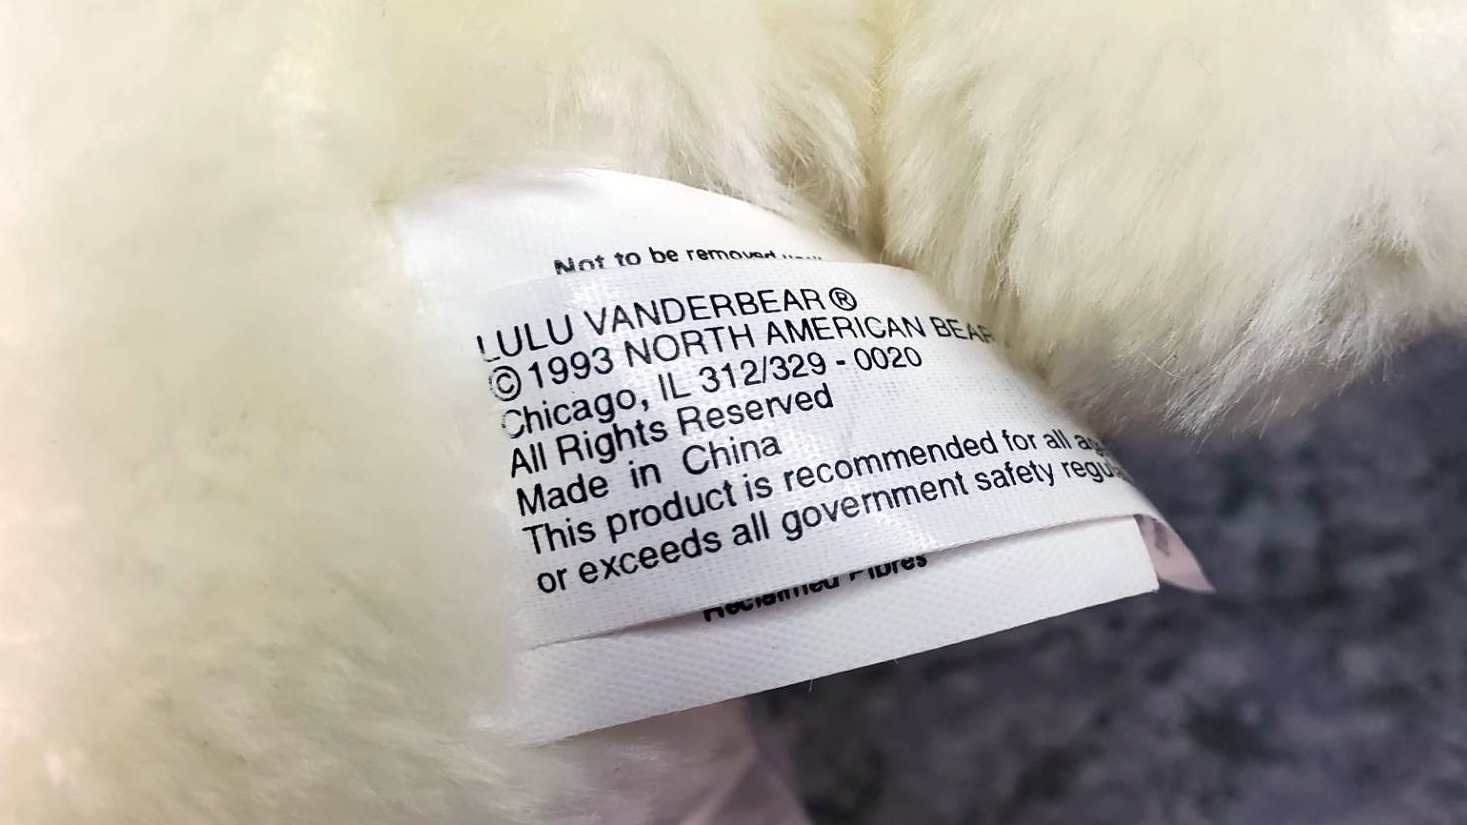 Not to be removed
LULU VANDERBEAR ®
© 1993 NORTH AMERICAN BEAR
Chicago, IL 312/329 - 0020
All Rights Reserved
Made in China
This product is recommended for all
or exceeds all government safety
Reclaimed Fibres